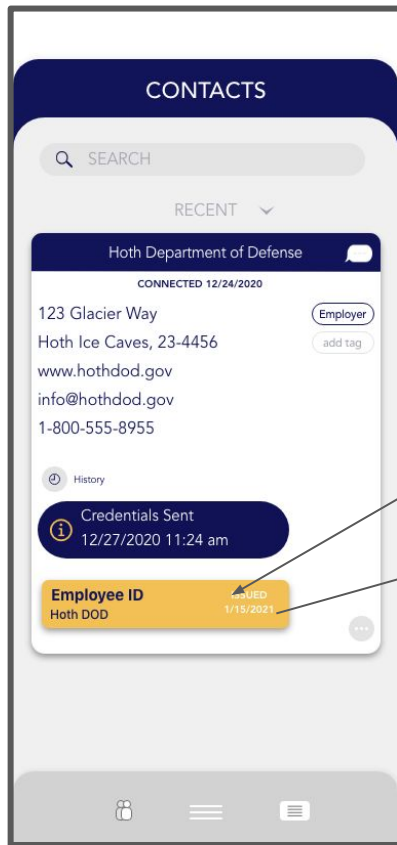 CONTACTS
SEARCH
RECENT
Hoth Department of Defense
CONNECTED 12/24/2020
123 Glacier Way
Employer
Hoth Ice Caves, 23-4456
add tag
www.hothdod.gov
info@hothdod.gov
1-800-555-8955
History
Credentials Sent
12/27/2020 11:24 am
Employee ID
ISSUED
Hoth DOD
1/15/2021